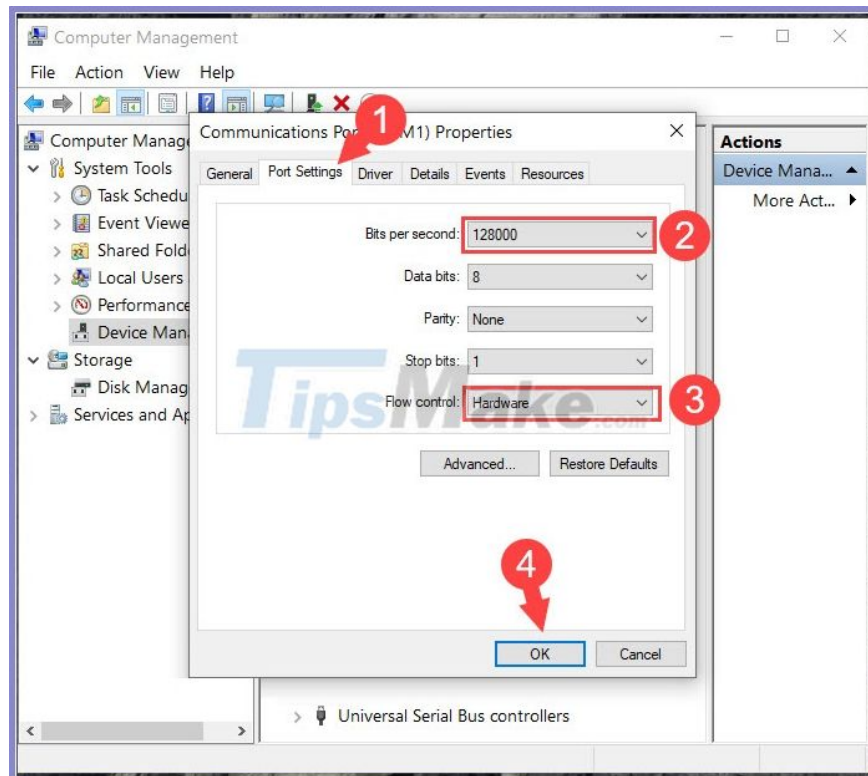 Computer Management
File Action View Help
Computer Manage
System Tools
Task Schedu
Event Viewe
Shared Fold
Local Users
Performance
Device Man
Storage
Disk Manag
Services and Ap
1
Communications Po M1) Properties
General Port Settings Driver Details Events Resources
Bits per second: 128000
2
Data bits: 8
Parity: None
Stop bits: 1
Flow control: Hardware
3
TipsMake.com
Advanced... Restore Defaults
4
OK Cancel
Universal Serial Bus controllers
Actions
Device Mana...
More Act...